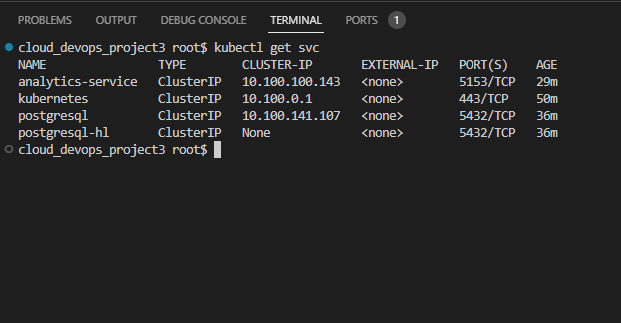 PROBLEMS OUTPUT DEBUG CONSOLE TERMINAL PORTS 1
cloud_devops_project3 root$ kubectl get svc
NAME TYPE CLUSTER-IP EXTERNAL-IP PORT(S) AGE
analytics-service ClusterIP 10.100.100.143 <none> 5153/TCP 29m
kubernetes ClusterIP 10.100.0.1 <none> 443/TCP 50m
postgresql ClusterIP 10.100.141.107 <none> 5432/TCP 36m
postgresql-hl ClusterIP None <none> 5432/TCP 36m
cloud_devops_project3 root$